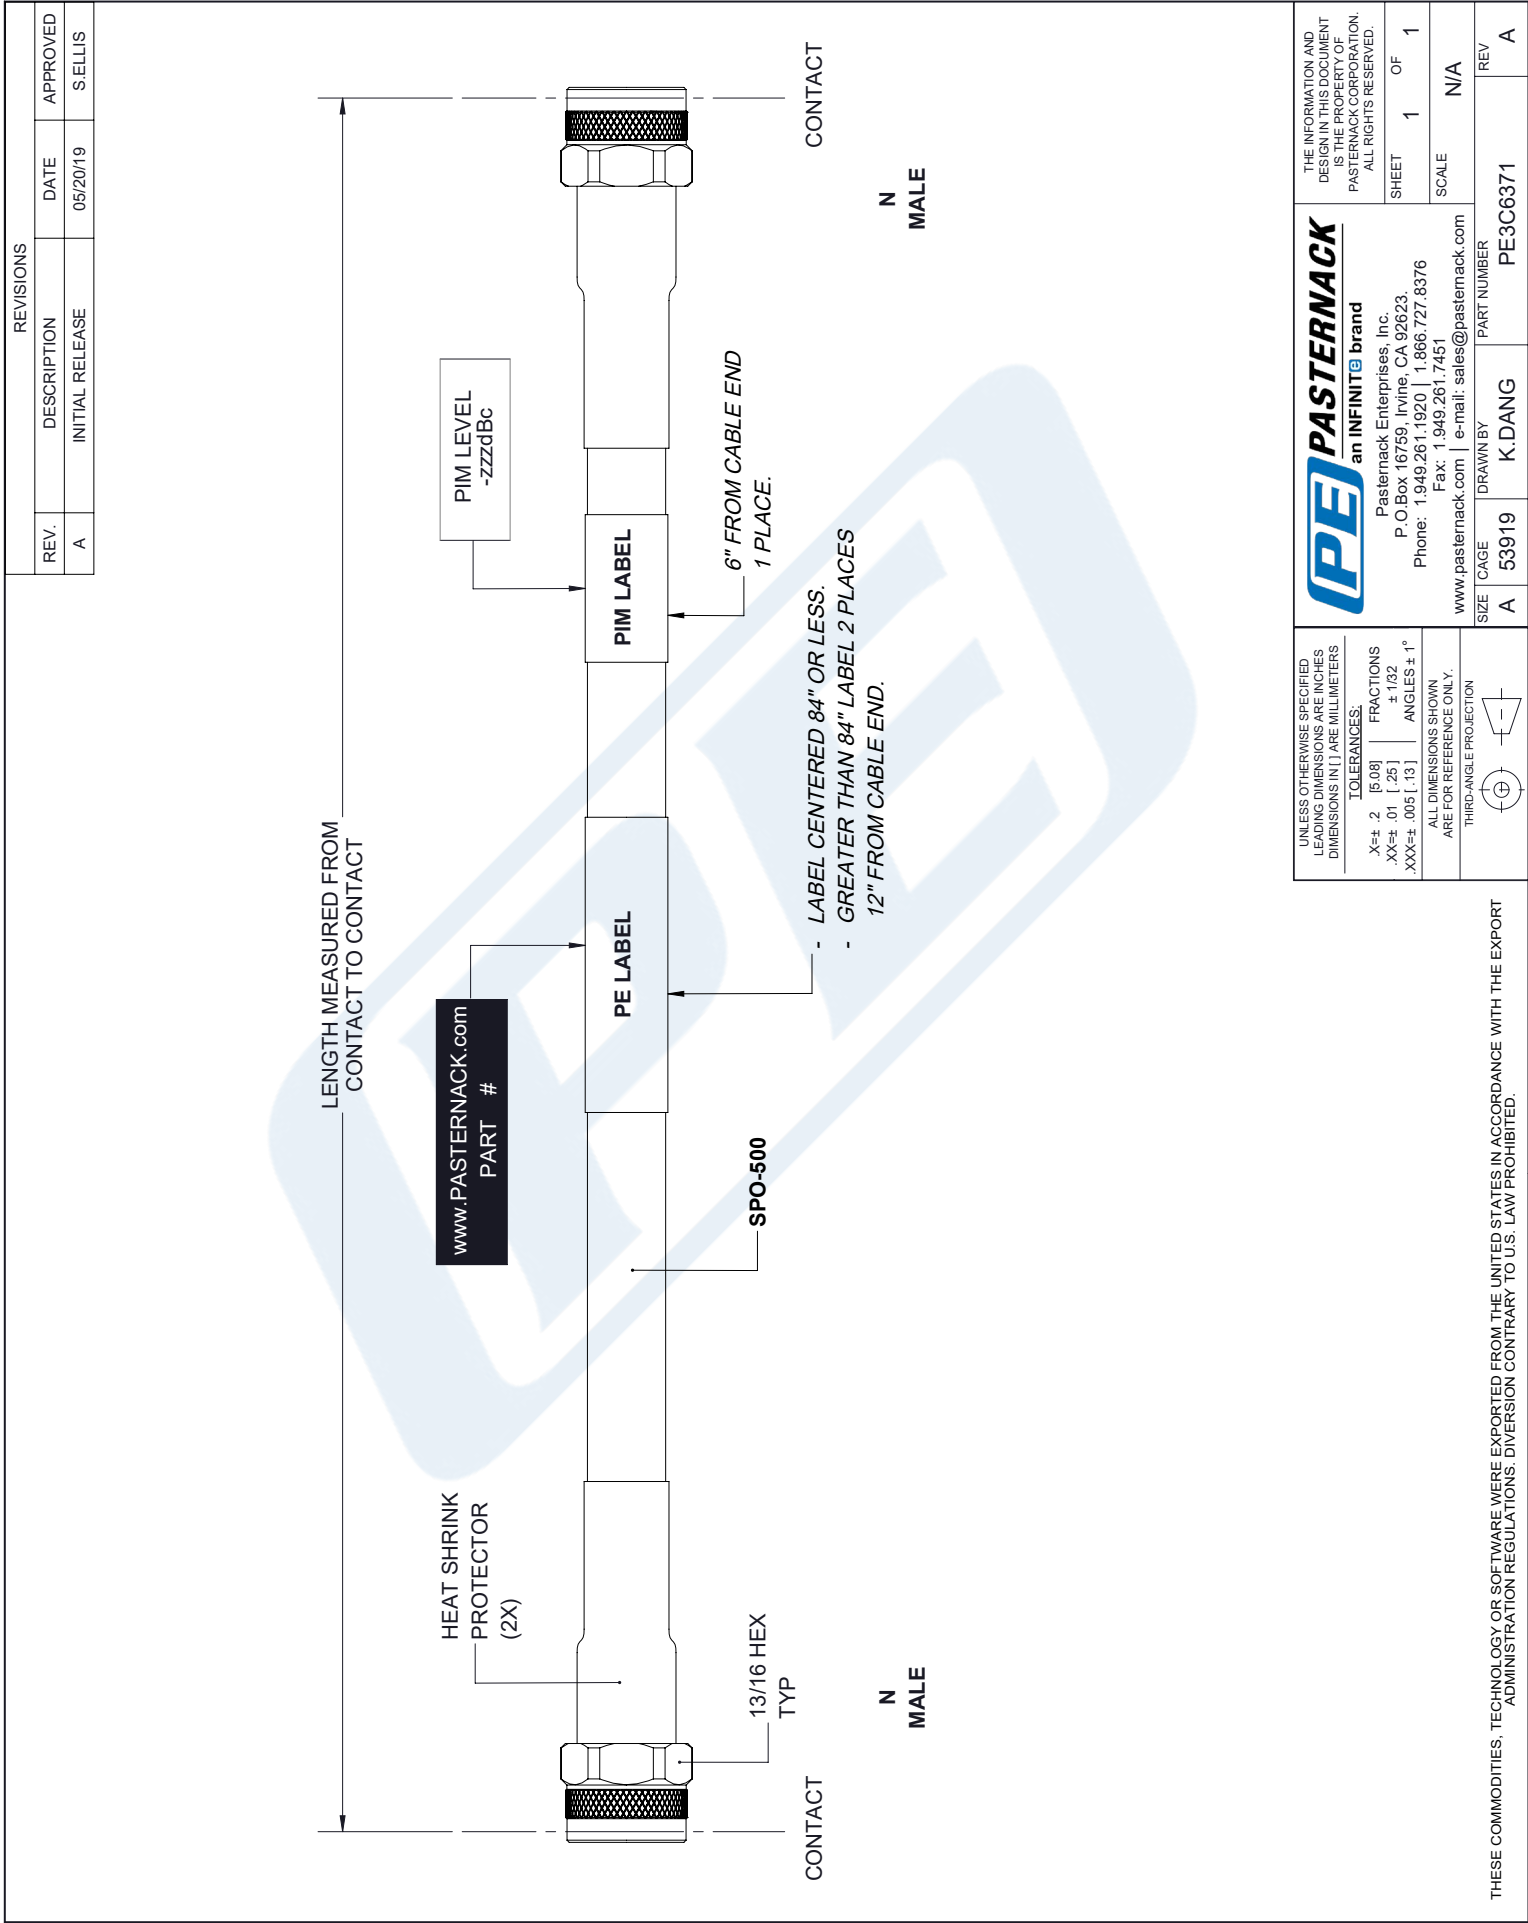 REVISIONS
REV. DESCRIPTION DATE APPROVED
A INITIAL RELEASE 05/20/19 S.ELLIS
LENGTH MEASURED FROM
CONTACT TO CONTACT
HEAT SHRINK
PROTECTOR
(2X)
www.PASTERNACK.com
PART #
PIM LEVEL
-zzzdBc
PE LABEL
PIM LABEL
13/16 HEX
TYP
SPO-500
6" FROM CABLE END
1 PLACE.
- LABEL CENTERED 84" OR LESS.
- GREATER THAN 84" LABEL 2 PLACES
12" FROM CABLE END.
CONTACT
CONTACT
N
MALE
N
MALE
UNLESS OTHERWISE SPECIFIED
LEADING DIMENSIONS ARE INCHES
DIMENSIONS IN [ ] ARE MILLIMETERS
TOLERANCES:
.X=± .2 [5.08] FRACTIONS
.XX=± .01 [ .25] ± 1/32
.XXX=± .005 [ .13] ANGLES ± 1°
ALL DIMENSIONS SHOWN
ARE FOR REFERENCE ONLY.
THIRD-ANGLE PROJECTION
PE PASTERNACK
an INFINITe brand
Pasternack Enterprises, Inc.
P.O.Box 16759, Irvine, CA 92623.
Phone: 1.949.261.1920 | 1.866.727.8376
Fax: 1.949.261.7451
www.pasternack.com | e-mail: sales@pasternack.com
THE INFORMATION AND
DESIGN IN THIS DOCUMENT
IS THE PROPERTY OF
PASTERNACK CORPORATION.
ALL RIGHTS RESERVED.
SHEET 1 OF 1
SCALE N/A
SIZE CAGE DRAWN BY PART NUMBER REV
A 53919 K.DANG PE3C6371 A
THESE COMMODITIES, TECHNOLOGY OR SOFTWARE WERE EXPORTED FROM THE UNITED STATES IN ACCORDANCE WITH THE EXPORT
ADMINISTRATION REGULATIONS. DIVERSION CONTRARY TO U.S. LAW PROHIBITED.
PE